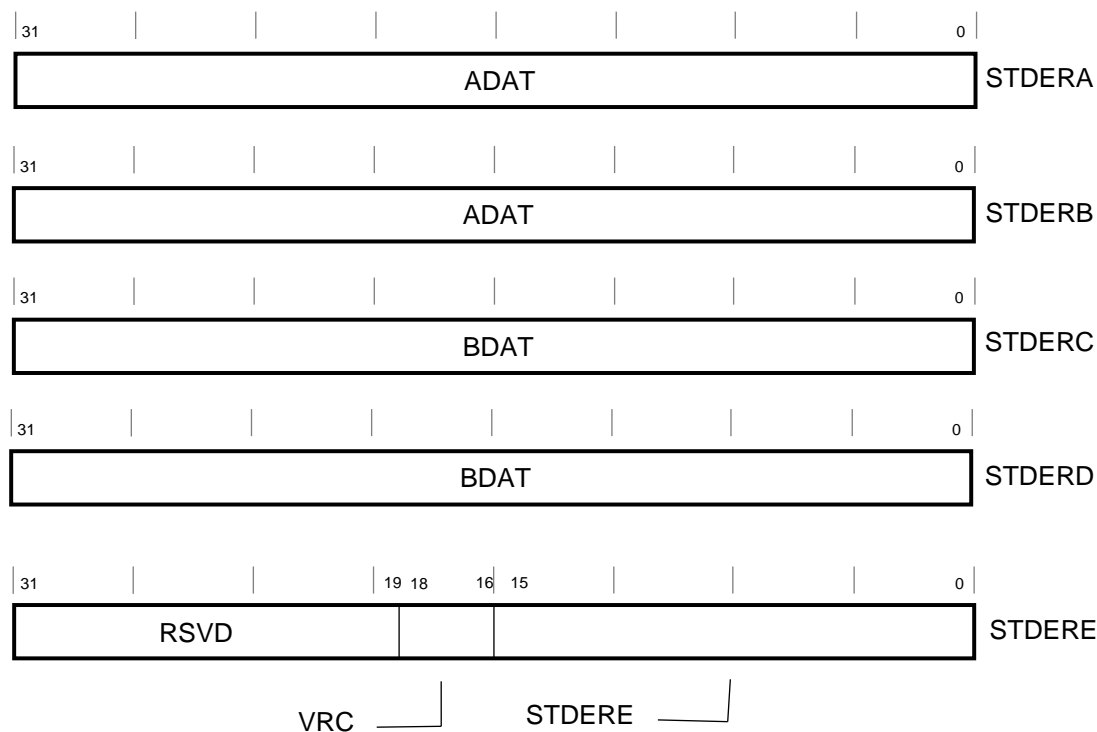 31 0
ADAT STDERA
31 0
ADAT STDERB
31 0
BDAT STDERC
31 0
BDAT STDERD
31 19 18 16 15 0
RSVD STDERE
VRC STDERE